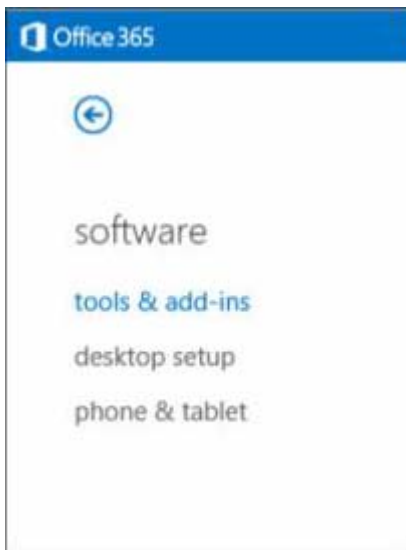 Office 365
software
tools & add-ins
desktop setup
phone & tablet